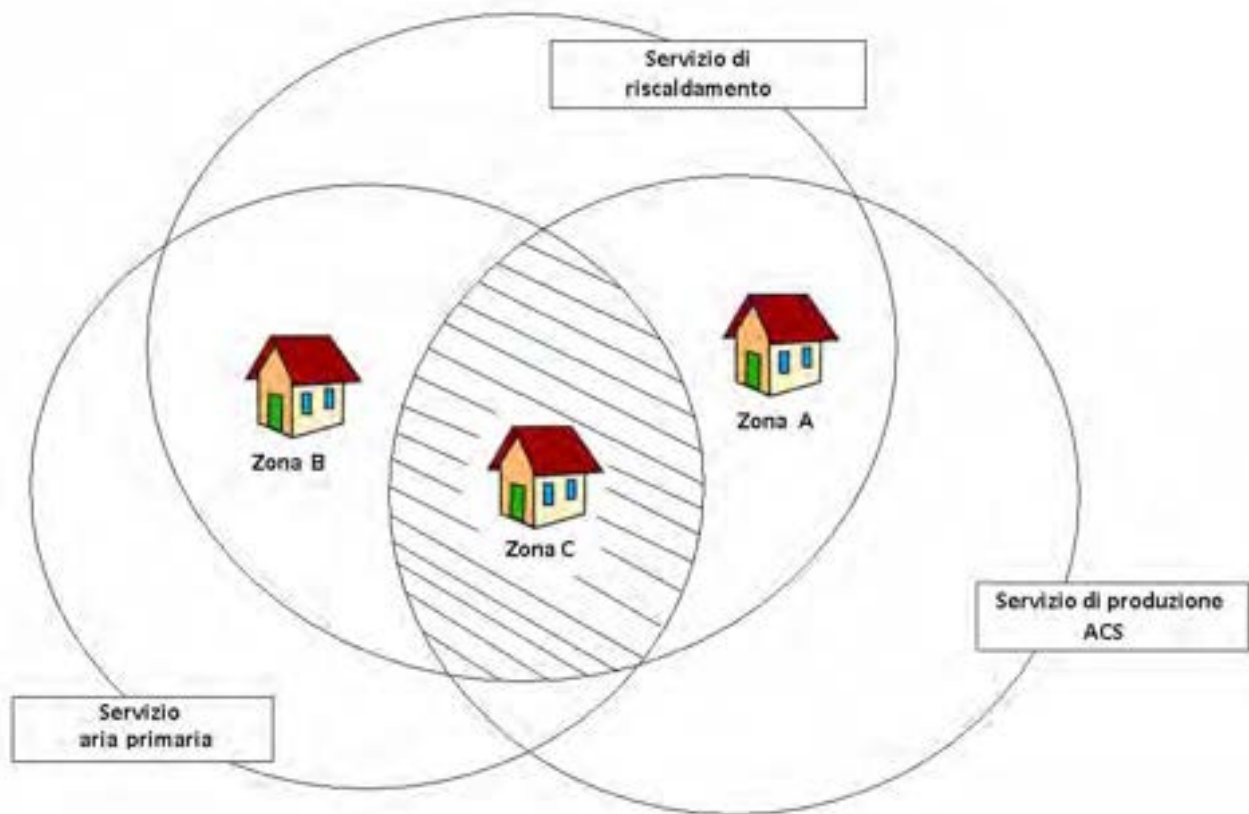 Servizio di
riscaldamento
Zona A
Zona B
Zona C
Servizio di produzione
ACS
Servizio
aria primaria